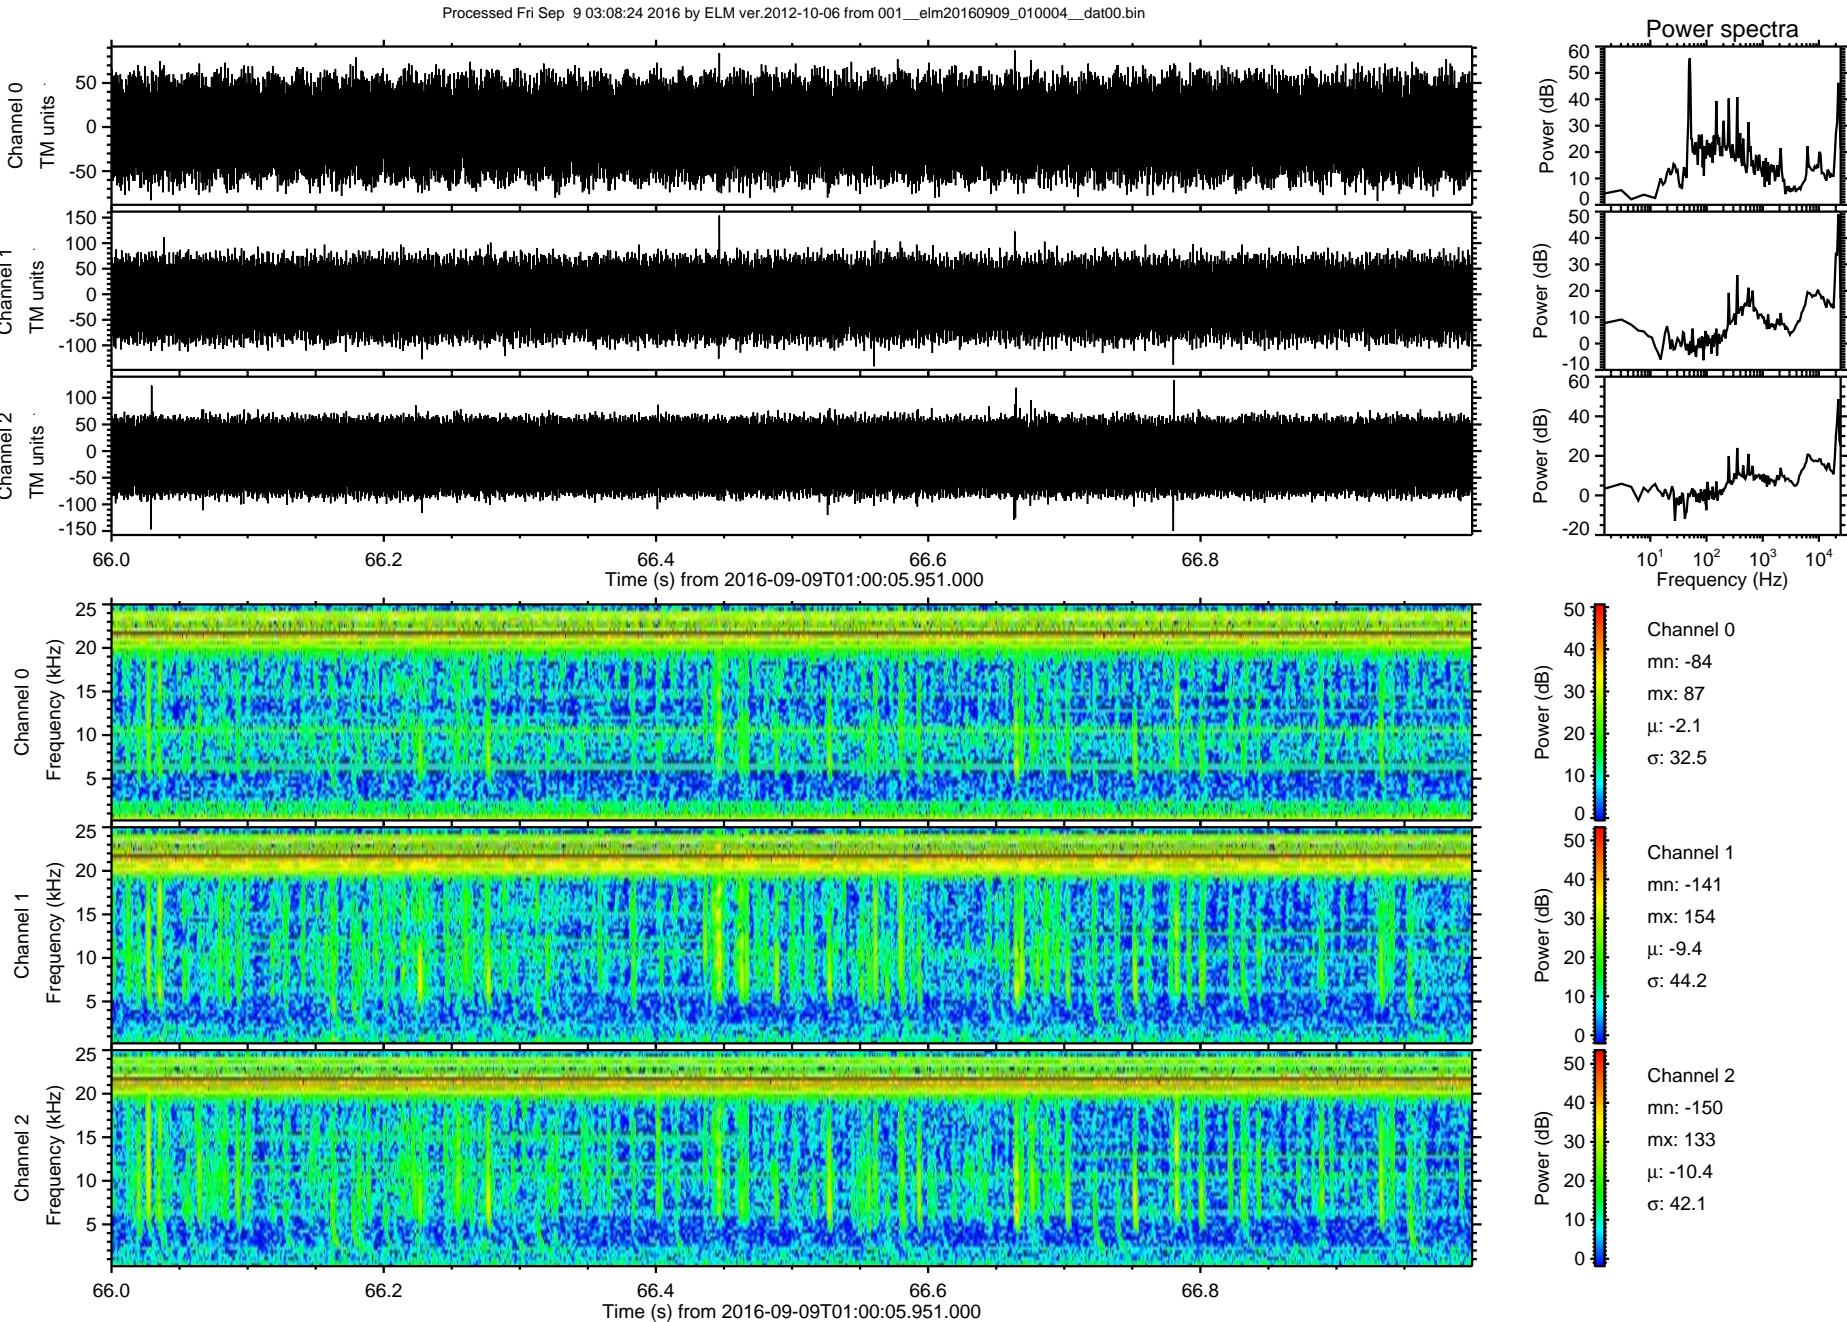 Processed Fri Sep  9 03:08:24 2016 by ELM ver.2012-10-06 from 001__elm20160909_010004__dat00.bin
Power spectra
Channel 0
TM units
50
0
-50
Power (dB)
60
50
40
30
20
10
0
Channel 1
TM units
150
100
50
0
-50
-100
Power (dB)
50
40
30
20
10
0
-10
Channel 2
TM units
100
50
0
-50
-100
-150
Power (dB)
60
40
20
0
-20
66.0 66.2 66.4 66.6 66.8
Time (s) from 2016-09-09T01:00:05.951.000
10^1 10^2 10^3 10^4
Frequency (Hz)
Channel 0
Frequency (kHz)
25
20
15
10
5
Power (dB)
50
40
30
20
10
0
Channel 0
mn: -84
mx: 87
μ: -2.1
σ: 32.5
Channel 1
Frequency (kHz)
25
20
15
10
5
Power (dB)
50
40
30
20
10
0
Channel 1
mn: -141
mx: 154
μ: -9.4
σ: 44.2
Channel 2
Frequency (kHz)
25
20
15
10
5
Power (dB)
50
40
30
20
10
0
Channel 2
mn: -150
mx: 133
μ: -10.4
σ: 42.1
66.0 66.2 66.4 66.6 66.8
Time (s) from 2016-09-09T01:00:05.951.000